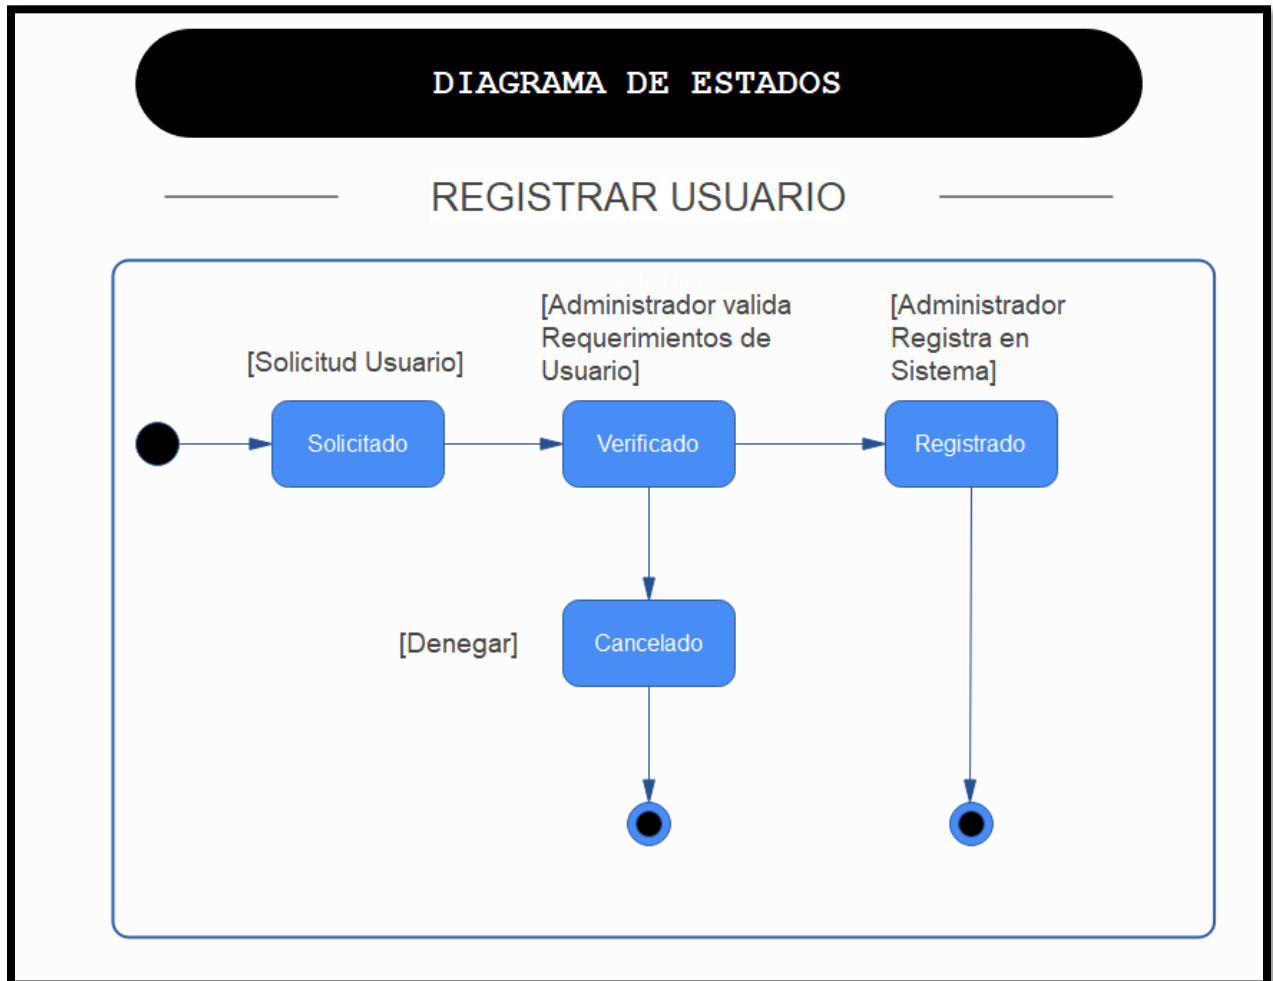 DIAGRAMA DE ESTADOS
REGISTRAR USUARIO
[Solicitud Usuario]
[Administrador valida
Requerimientos de
Usuario]
[Administrador
Registra en
Sistema]
Solicitado
Verificado
Registrado
[Denegar]
Cancelado